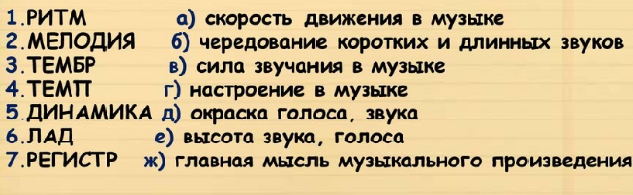 1.РИТМ а) скорость движения в музыке
2.МЕЛОДИЯ б) чередование коротких и длинных звуков
3.ТЕМБР в) сила звучания в музыке
4.ТЕМП г) настроение в музыке
5.ДИНАМИКА д) окраска голоса, звука
6.ЛАД е) высота звука, голоса
7.РЕГИСТР ж) главная мысль музыкального произведения